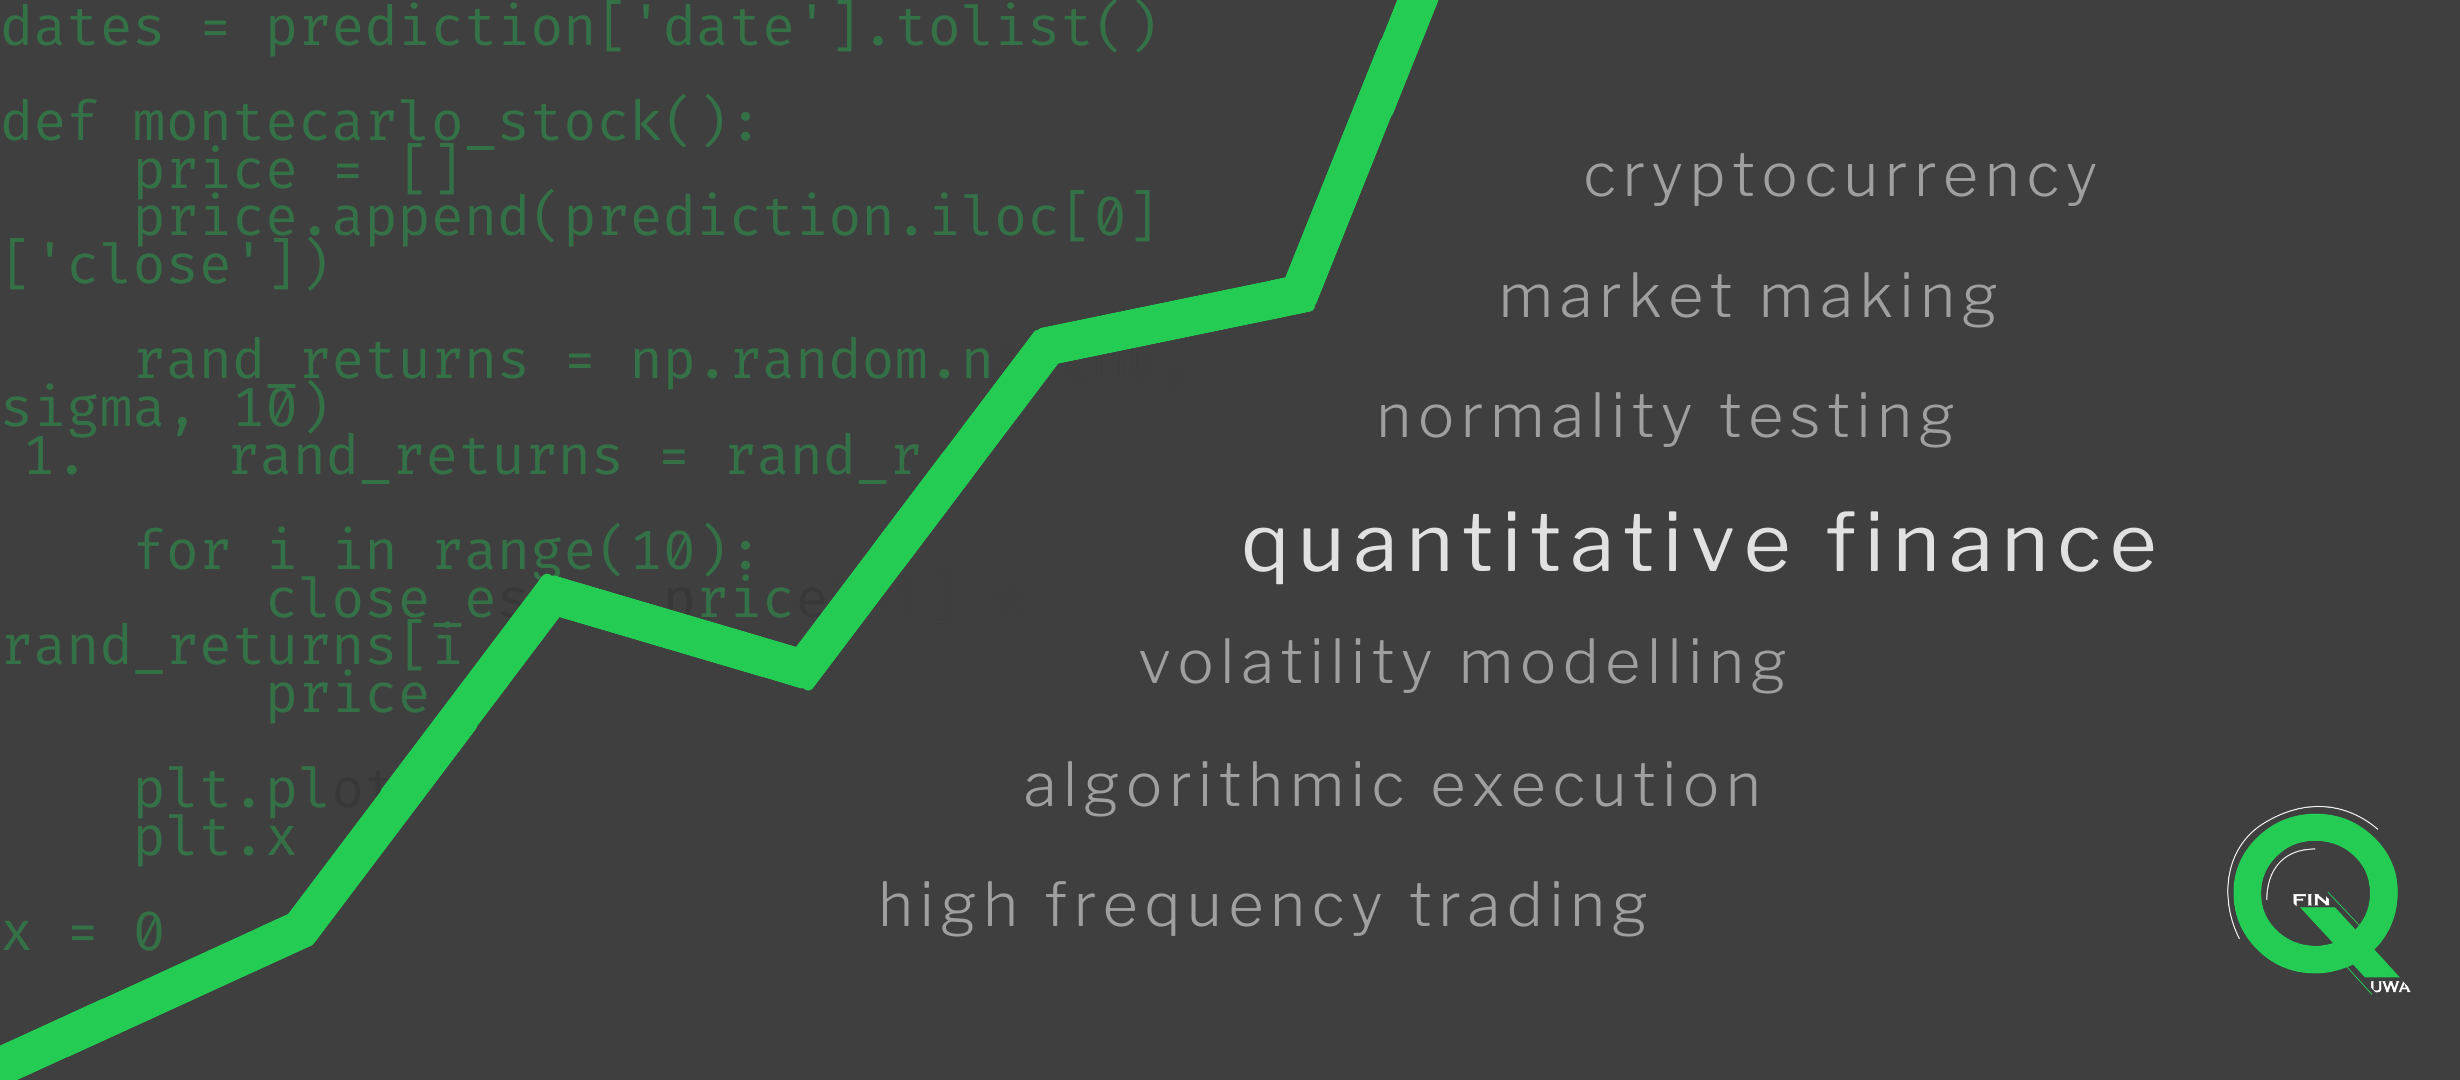 dates = prediction['date'].tolist()
def montecarlo_stock():
price = []
price.append(prediction.iloc[0]
['close'])
rand_returns = np.random.n
sigma, 10)
1. rand_returns = rand_r
for i in range(10):
close_es price
rand_returns[i
price
plt.plot
plt.x
x = 0
cryptocurrency
market making
normality testing
quantitative finance
volatility modelling
algorithmic execution
high frequency trading
FIN
UWA